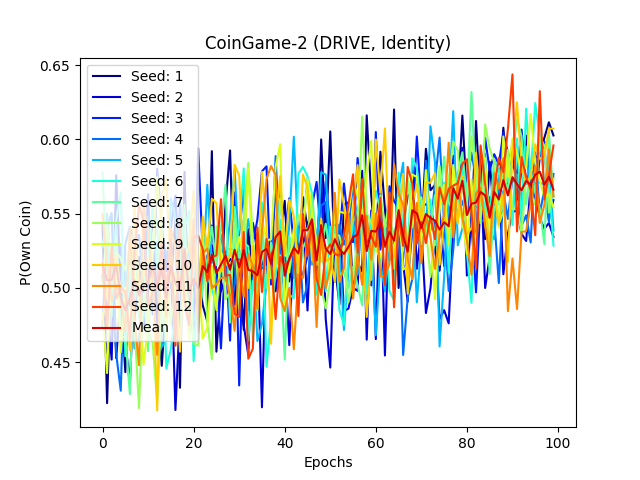 CoinGame-2 (DRIVE, Identity)
P(Own Coin)
0.65
0.60
0.55
0.50
0.45
Seed: 1
Seed: 2
Seed: 3
Seed: 4
Seed: 5
Seed: 6
Seed: 7
Seed: 8
Seed: 9
Seed: 10
Seed: 11
Seed: 12
Mean
0 20 40 60 80 100
Epochs